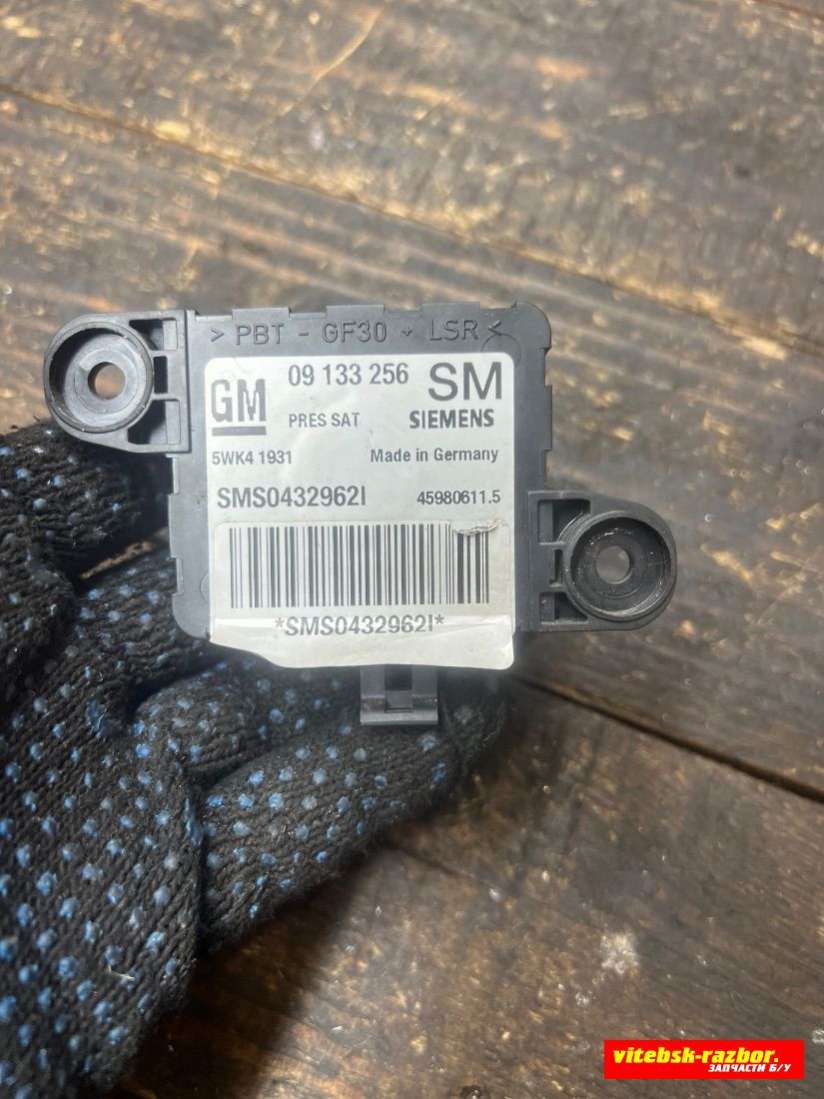 > PBT - GF30 + LSR <
GM 09 133 256 SM
PRES SAT SIEMENS
5WK4 1931 Made in Germany
SMS0432962I 45980611.5
*SMS0432962I*
vitebsk-razbor.
ЗАПЧАСТИ Б/У